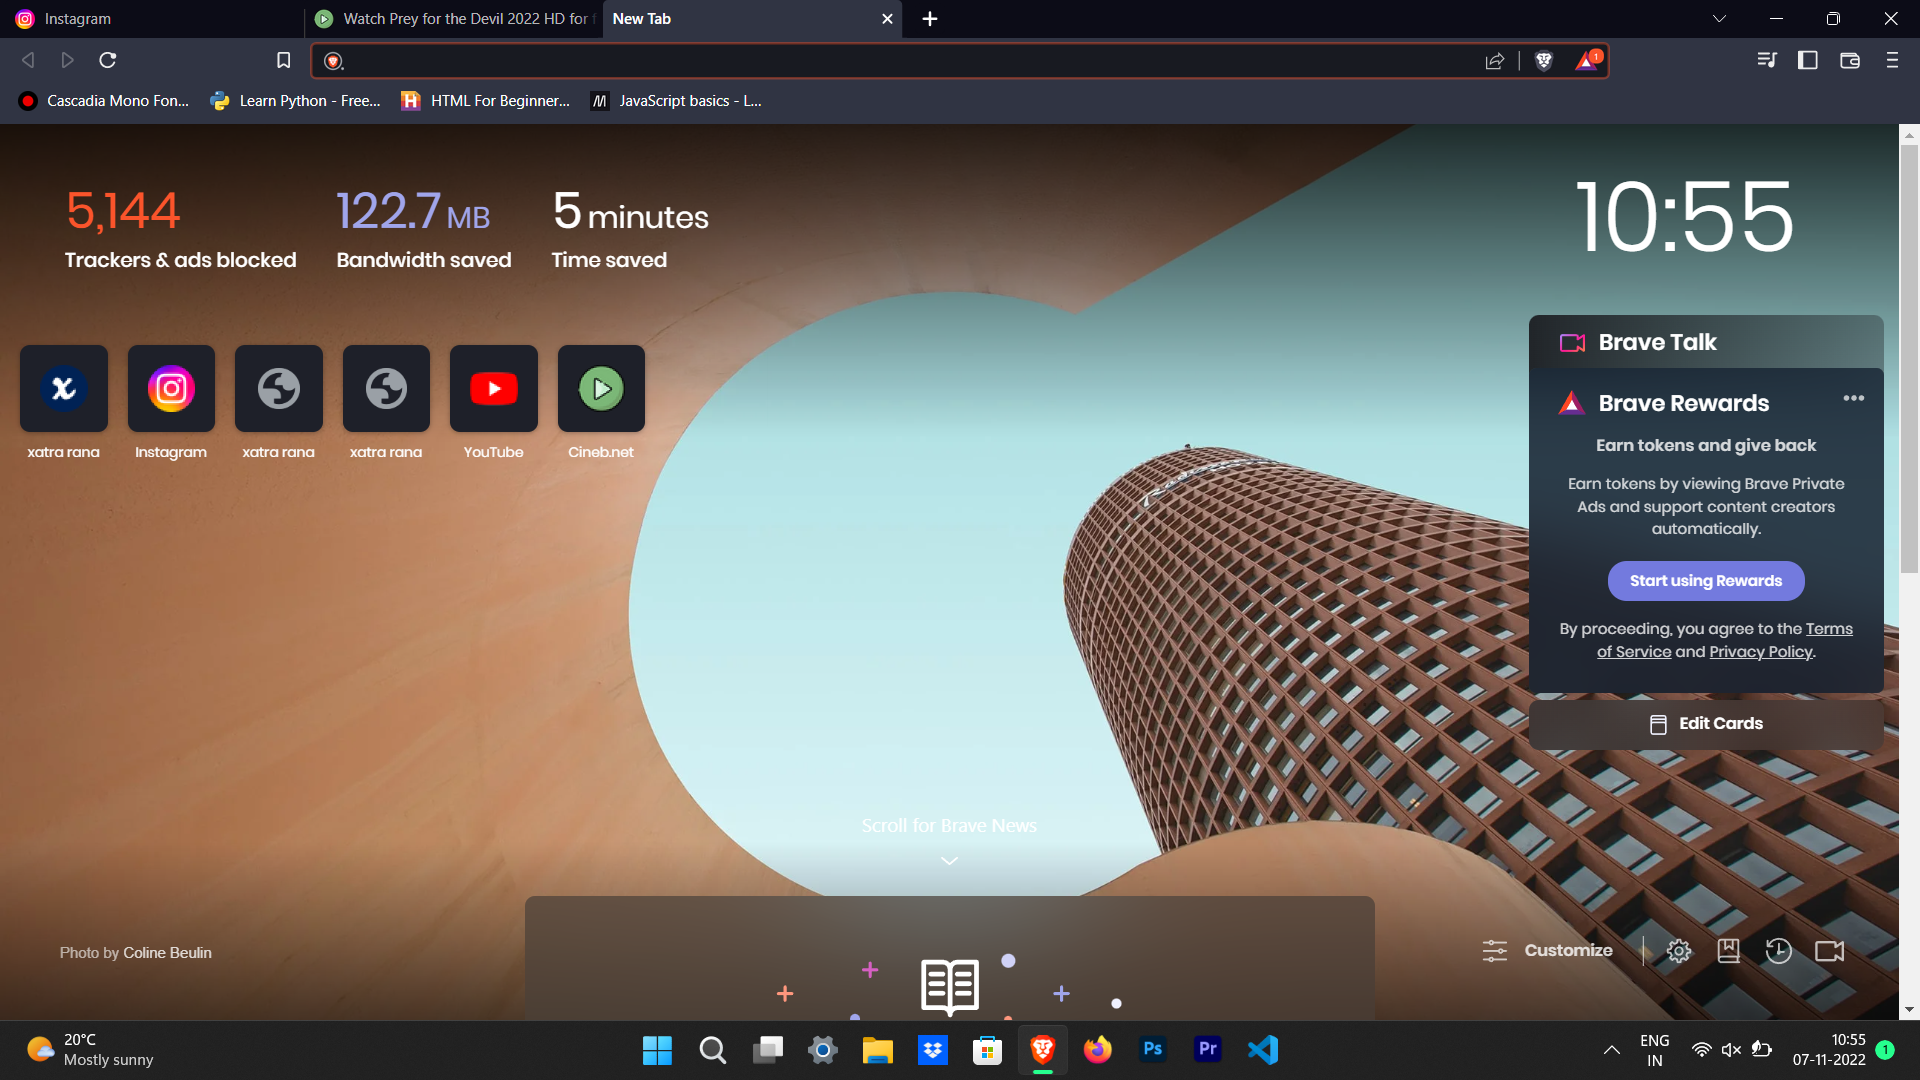 Instagram
Watch Prey for the Devil 2022 HD for f
New Tab
1
Cascadia Mono Fon...
Learn Python - Free...
HTML For Beginner...
JavaScript basics - L...
5,144
Trackers & ads blocked
122.7 MB
Bandwidth saved
5 minutes
Time saved
10:55
xatra rana
Instagram
xatra rana
xatra rana
YouTube
Cineb.net
Brave Talk
Brave Rewards
Earn tokens and give back
Earn tokens by viewing Brave Private
Ads and support content creators
automatically.
Start using Rewards
By proceeding, you agree to the Terms
of Service and Privacy Policy.
Edit Cards
Scroll for Brave News
Photo by Coline Beulin
Customize
20°C
Mostly sunny
Ps
Pr
ENG
IN
10:55
07-11-2022
1